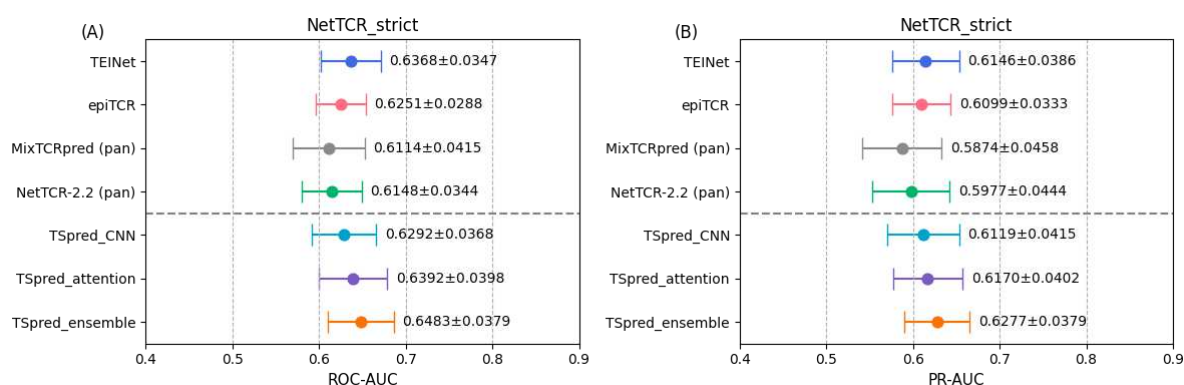 (A)
NetTCR_strict
TEINet
0.6368±0.0347
epiTCR
0.6251±0.0288
MixTCRpred (pan)
0.6114±0.0415
NetTCR-2.2 (pan)
0.6148±0.0344
TSpred_CNN
0.6292±0.0368
TSpred_attention
0.6392±0.0398
TSpred_ensemble
0.6483±0.0379
0.4 0.5 0.6 0.7 0.8 0.9
ROC-AUC
(B)
NetTCR_strict
TEINet
0.6146±0.0386
epiTCR
0.6099±0.0333
MixTCRpred (pan)
0.5874±0.0458
NetTCR-2.2 (pan)
0.5977±0.0444
TSpred_CNN
0.6119±0.0415
TSpred_attention
0.6170±0.0402
TSpred_ensemble
0.6277±0.0379
0.4 0.5 0.6 0.7 0.8 0.9
PR-AUC